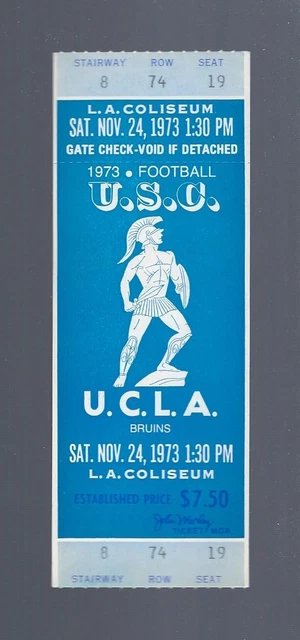 STAIRWAY ROW SEAT
8 74 19
L.A. COLISEUM
SAT. NOV. 24, 1973 1:30 PM
GATE CHECK-VOID IF DETACHED
1973 • FOOTBALL
U.S.C.
U.C.L.A.
BRUINS
SAT. NOV. 24, 1973 1:30 PM
L.A. COLISEUM
ESTABLISHED PRICE $7.50
John Morley
TICKET MGR.
8 74 19
STAIRWAY ROW SEAT